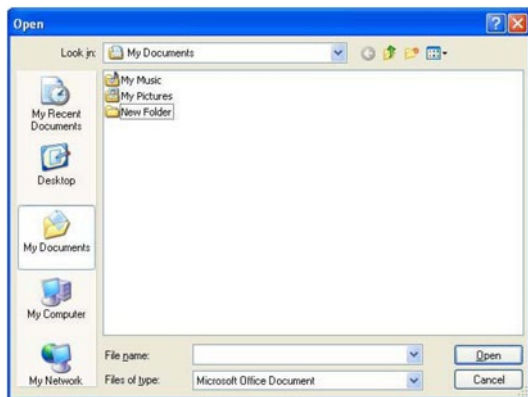 Open
Look in: My Documents
My Recent
Documents
Desktop
My Documents
My Computer
My Network
My Music
My Pictures
New Folder
File name:
Open
Files of type: Microsoft Office Document
Cancel